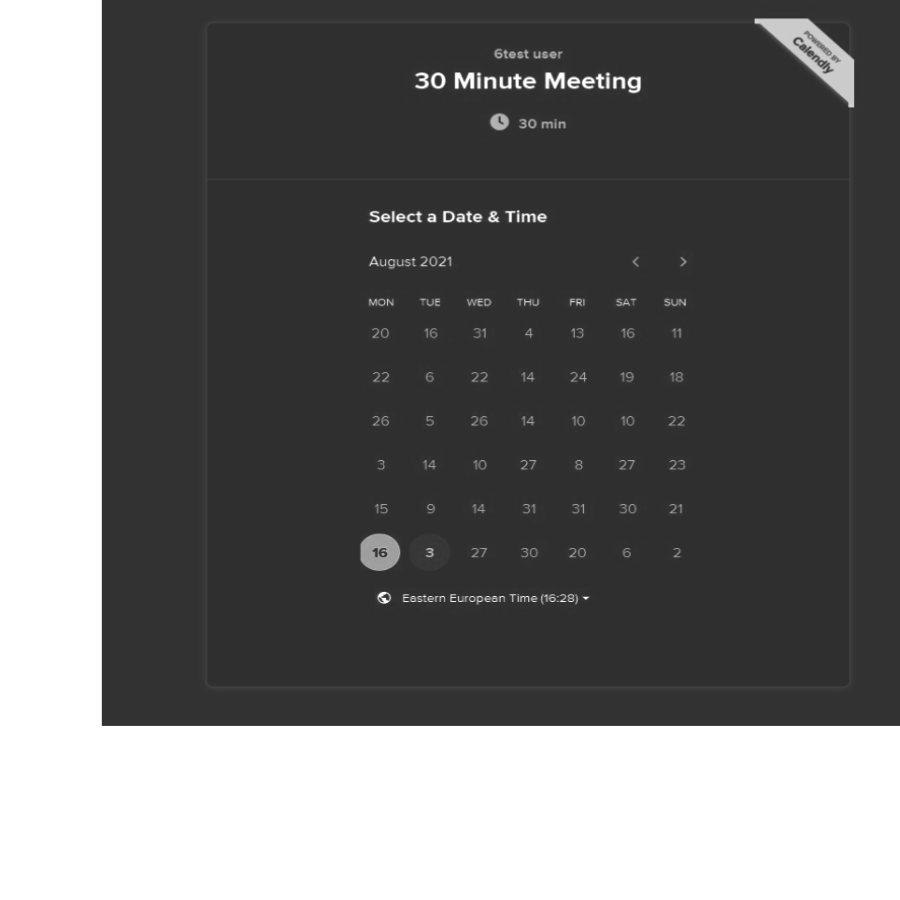 6test user
30 Minute Meeting
POWERED BY
Calendly
30 min
Select a Date & Time
August 2021
MON TUE WED THU FRI SAT SUN
20 16 31 4 13 16 11
22 6 22 14 24 19 18
26 5 26 14 10 10 22
3 14 10 27 8 27 23
15 9 14 31 31 30 21
16 3 27 30 20 6 2
Eastern European Time (16:28)